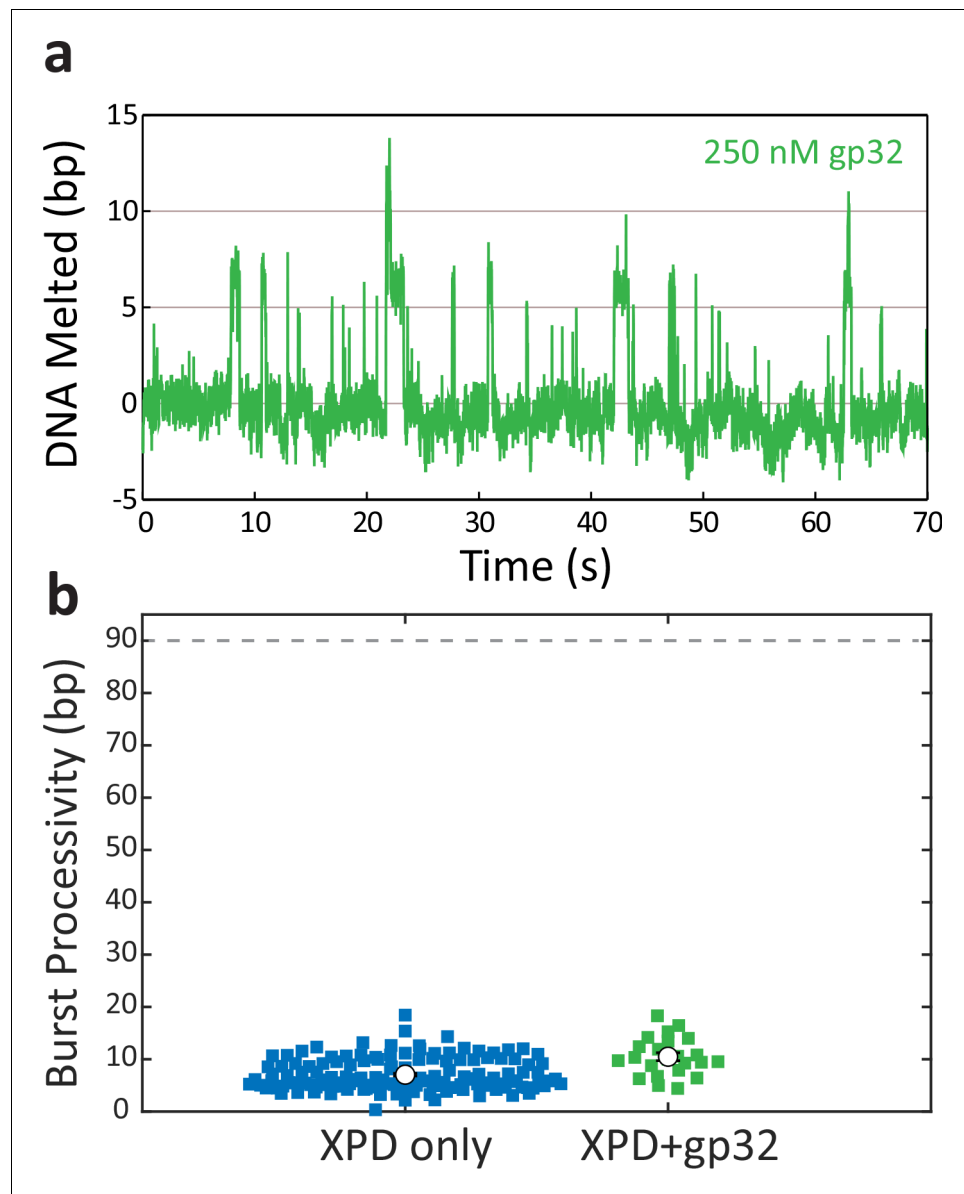 a
DNA Melted (bp)
15
10
5
0
-5
250 nM gp32
0 10 20 30 40 50 60 70
Time (s)
b
Burst Processivity (bp)
90
80
70
60
50
40
30
20
10
0
XPD only XPD+gp32